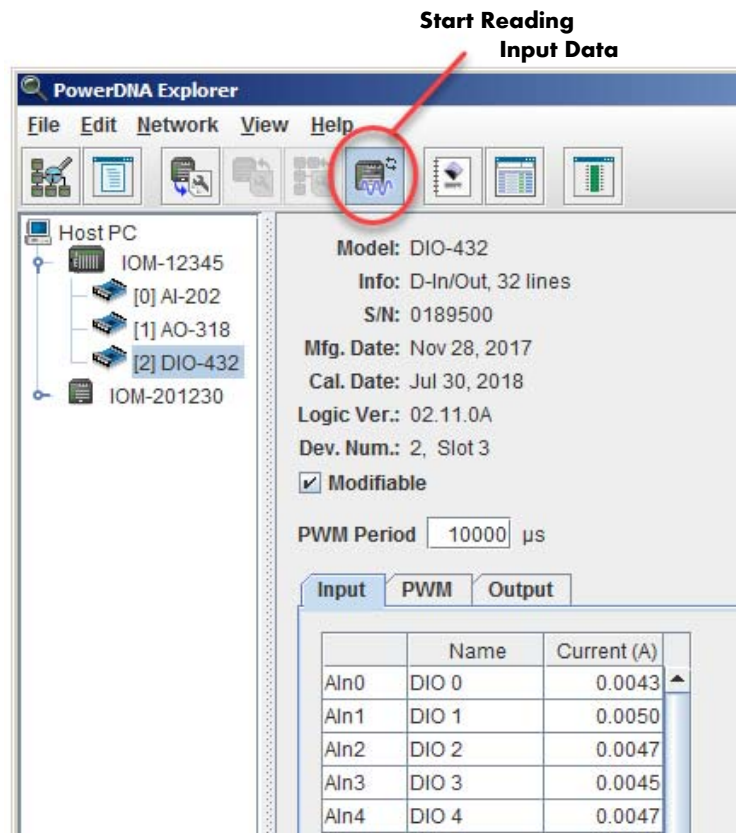 Start Reading
Input Data
PowerDNA Explorer
File Edit Network View Help
Host PC
IOM-12345
[0] AI-202
[1] AO-318
[2] DIO-432
IOM-201230
Model: DIO-432
Info: D-In/Out, 32 lines
S/N: 0189500
Mfg. Date: Nov 28, 2017
Cal. Date: Jul 30, 2018
Logic Ver.: 02.11.0A
Dev. Num.: 2, Slot 3
Modifiable
PWM Period 10000 µs
Input PWM Output
Name Current (A)
AIn0 DIO 0 0.0043
AIn1 DIO 1 0.0050
AIn2 DIO 2 0.0047
AIn3 DIO 3 0.0045
AIn4 DIO 4 0.0047